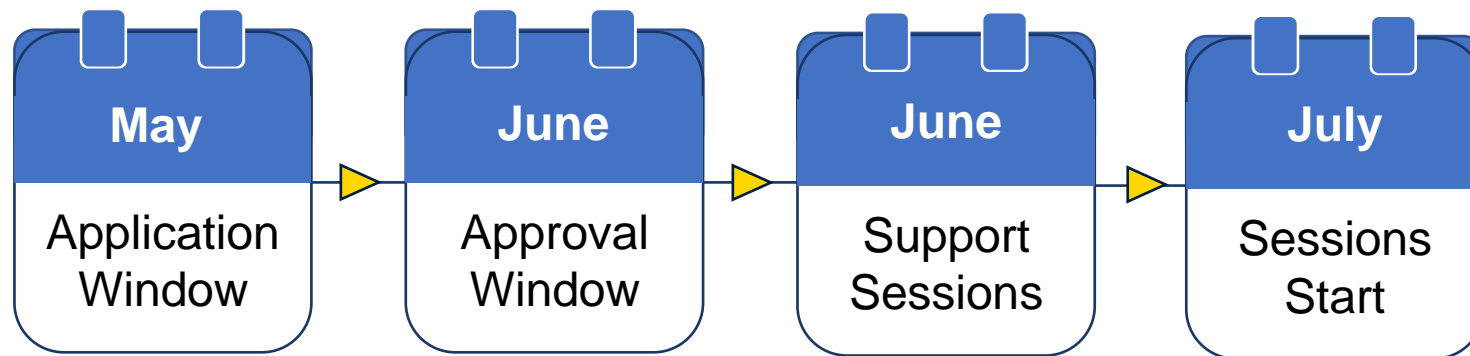 May
Application
Window
June
Approval
Window
June
Support
Sessions
July
Sessions
Start